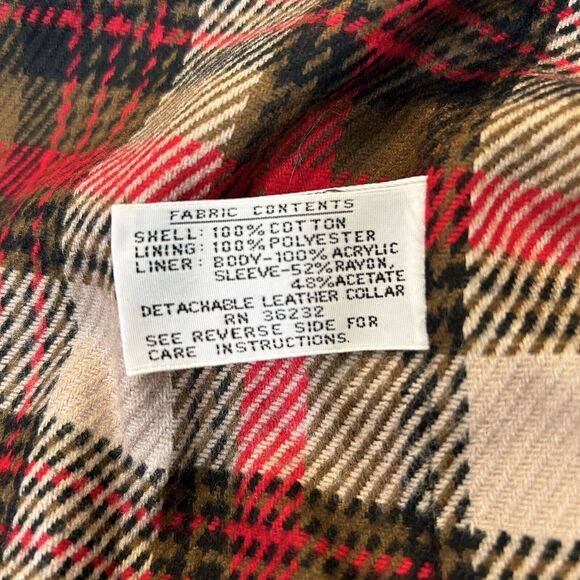 FABRIC CONTENTS
SHELL: 100% COTTON
LINING: 100% POLYESTER
LINER: BODY-100% ACRYLIC
SLEEVE-52% RAYON,
48% ACETATE
DETACHABLE LEATHER COLLAR
RN 36232
SEE REVERSE SIDE FOR
CARE INSTRUCTIONS.